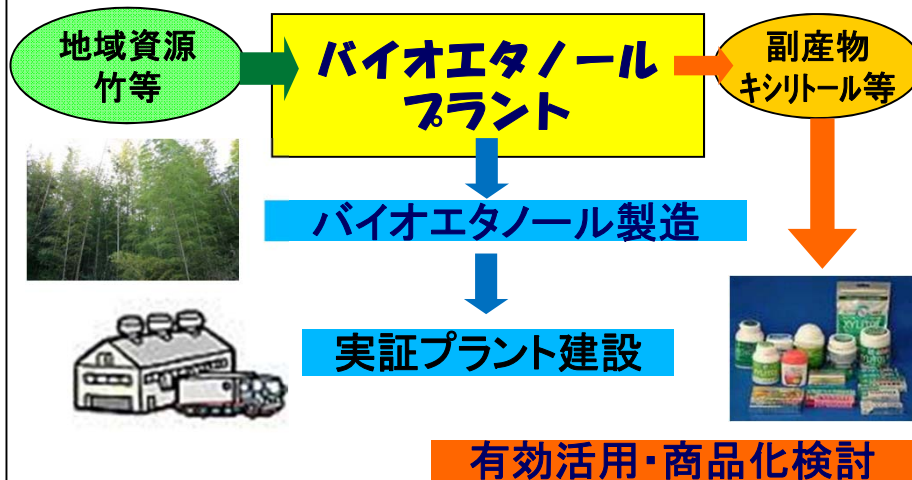 地域資源
竹等
バイオエタノール
プラント
副産物
キシリトール等
バイオエタノール製造
実証プラント建設
XYLITOL
有効活用・商品化検討